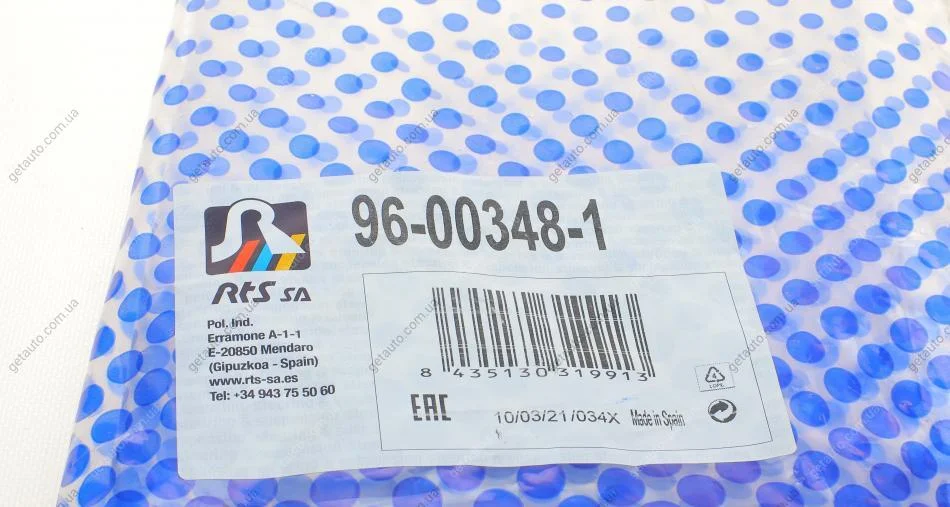 96-00348-1
RTS SA
Pol. Ind.
Erramone A-1-1
E-20850 Mendaro
(Gipuzkoa - Spain)
www.rts-sa.es
Tel: +34 943 75 50 60
8 435130 319913
4
LDPE
EAC
10/03/21/034X Made in Spain
getauto.com.ua